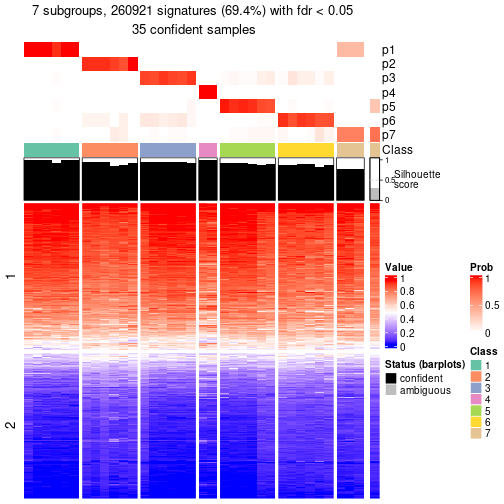 7 subgroups, 260921 signatures (69.4%) with fdr < 0.05
35 confident samples
p1
p2
p3
p4
p5
p6
p7
Class
1
0.5
0
Silhouette
score
1
2
Value
1
0.8
0.6
0.4
0.2
0
Status (barplots)
confident
ambiguous
Prob
1
0.5
0
Class
1
2
3
4
5
6
7